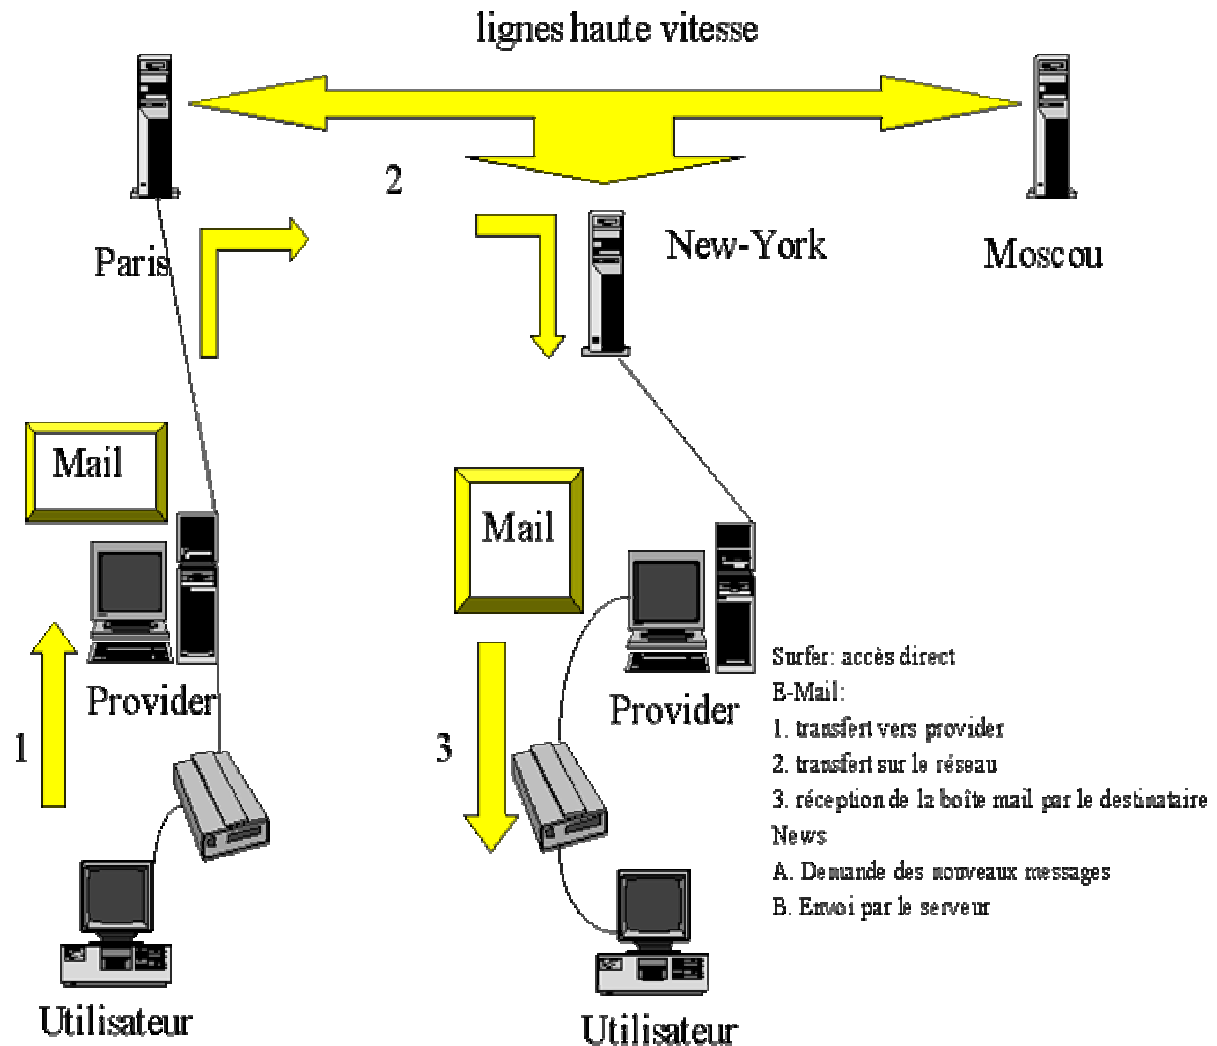 lignes haute vitesse
2
Paris
New-York
Moscou
Mail
Mail
Provider
Provider
1
3
Surfer: accès direct
E-Mail:
1. transfert vers provider
2. transfert sur le réseau
3. réception de la boîte mail par le destinataire
News
A. Demande des nouveaux messages
B. Envoi par le serveur
Utilisateur
Utilisateur